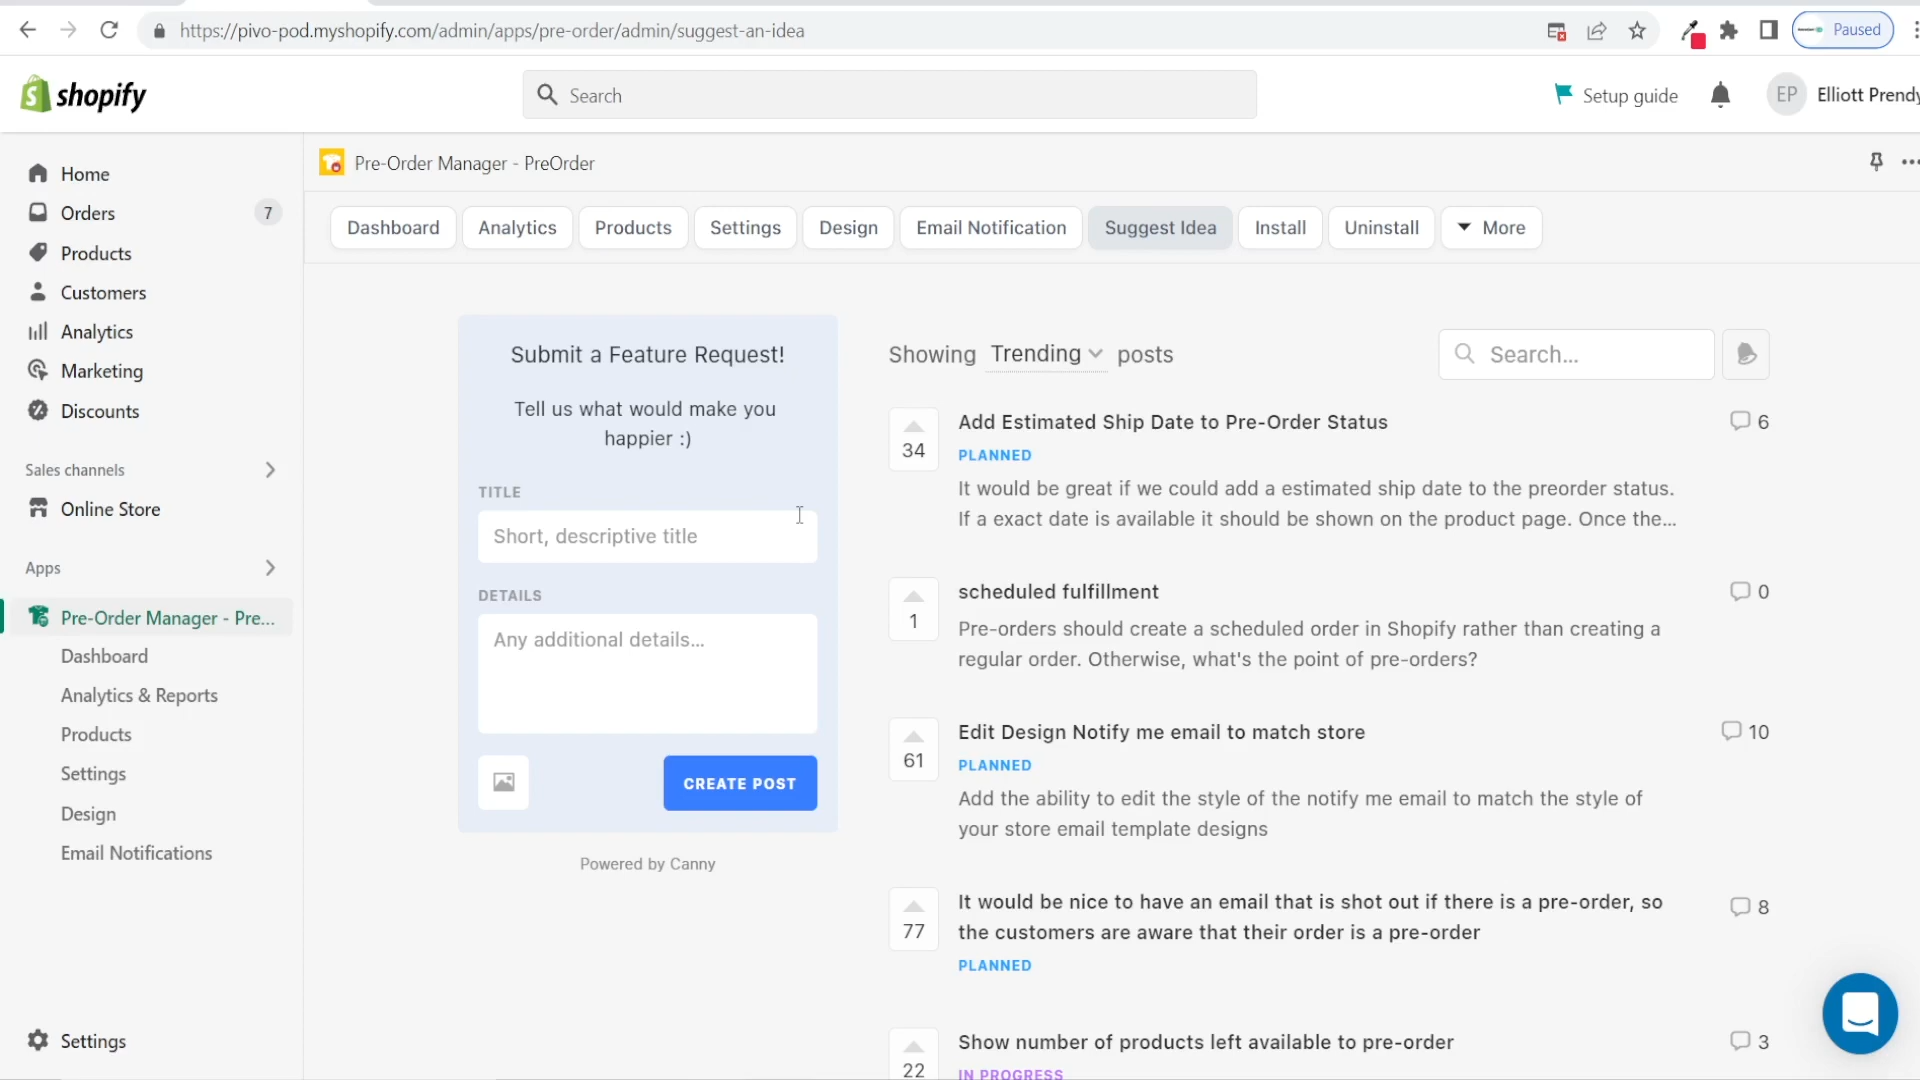 https://pivo-pod.myshopify.com/admin/apps/pre-order/admin/suggest-an-idea
Paused
shopify
Search
Setup guide
EP
Elliott Prendy
Home
Orders
7
Products
Customers
Analytics
Marketing
Discounts
Sales channels
Online Store
Apps
Pre-Order Manager - Pre...
Dashboard
Analytics & Reports
Products
Settings
Design
Email Notifications
Settings
Pre-Order Manager - PreOrder
Dashboard
Analytics
Products
Settings
Design
Email Notification
Suggest Idea
Install
Uninstall
More
Submit a Feature Request!
Tell us what would make you
happier :)
TITLE
Short, descriptive title
DETAILS
Any additional details...
CREATE POST
Powered by Canny
Showing Trending posts
Search...
34
Add Estimated Ship Date to Pre-Order Status
6
PLANNED
It would be great if we could add a estimated ship date to the preorder status.
If a exact date is available it should be shown on the product page. Once the...
1
scheduled fulfillment
0
Pre-orders should create a scheduled order in Shopify rather than creating a
regular order. Otherwise, what's the point of pre-orders?
61
Edit Design Notify me email to match store
10
PLANNED
Add the ability to edit the style of the notify me email to match the style of
your store email template designs
77
It would be nice to have an email that is shot out if there is a pre-order, so
the customers are aware that their order is a pre-order
8
PLANNED
22
Show number of products left available to pre-order
3
IN PROGRESS